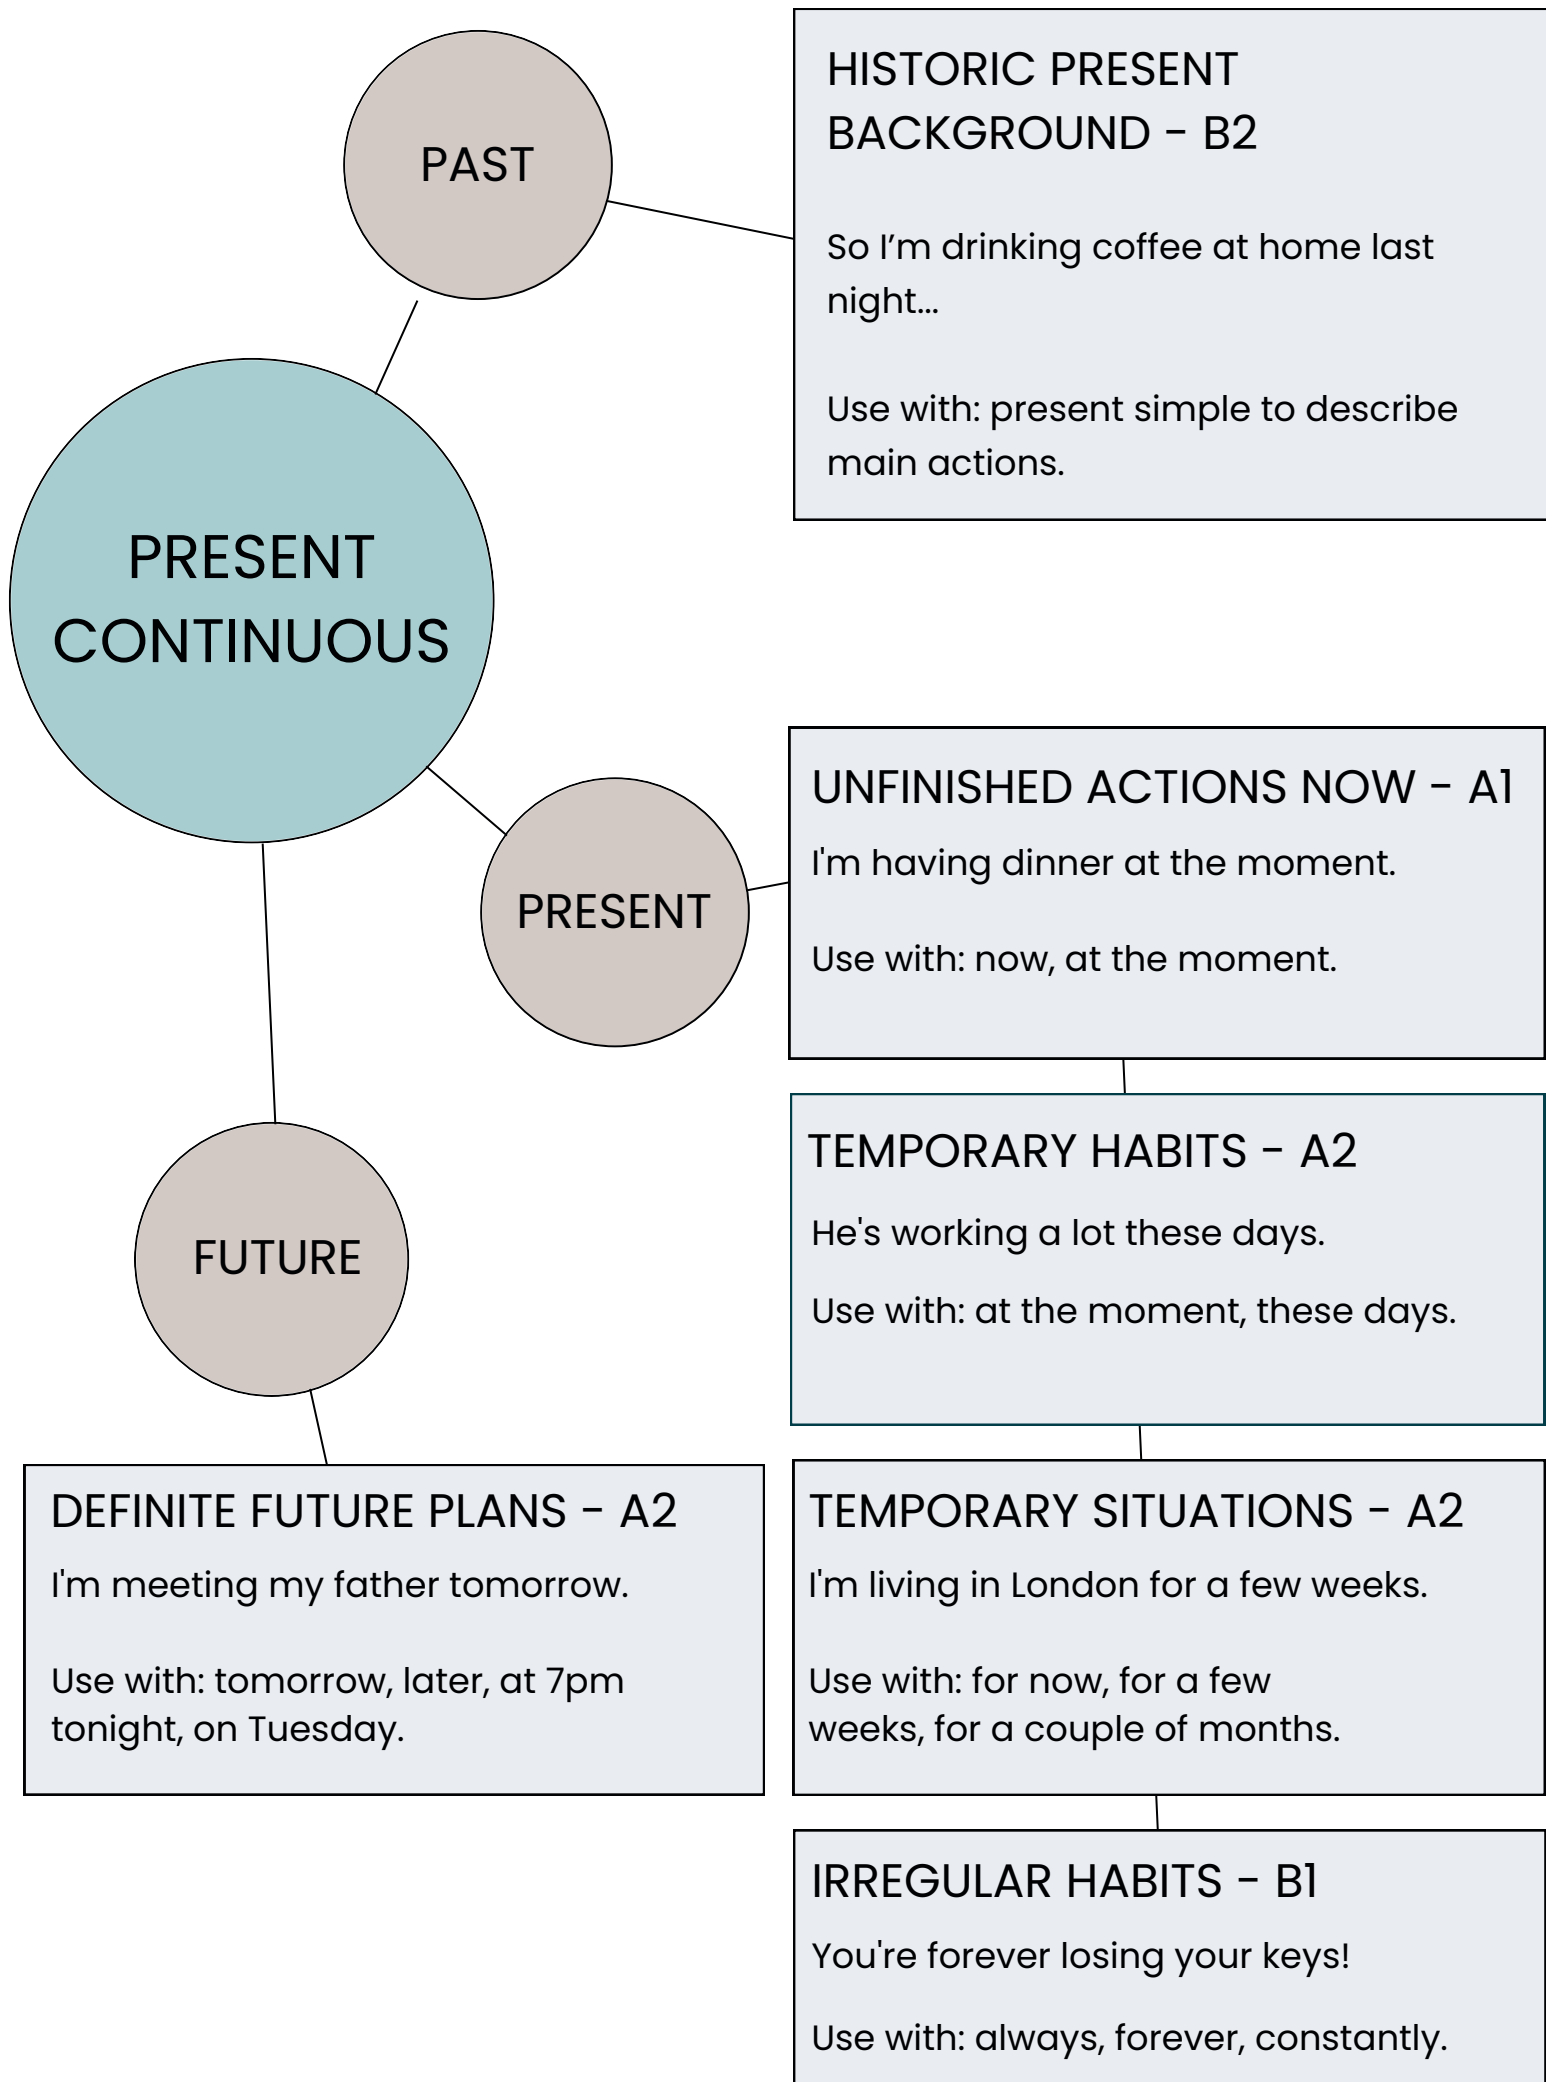 PAST
HISTORIC PRESENT
BACKGROUND - B2
So I’m drinking coffee at home last
night...
Use with: present simple to describe
main actions.
PRESENT
CONTINUOUS
PRESENT
UNFINISHED ACTIONS NOW - A1
I'm having dinner at the moment.
Use with: now, at the moment.
TEMPORARY HABITS - A2
He's working a lot these days.
Use with: at the moment, these days.
FUTURE
DEFINITE FUTURE PLANS - A2
I'm meeting my father tomorrow.
Use with: tomorrow, later, at 7pm
tonight, on Tuesday.
TEMPORARY SITUATIONS - A2
I'm living in London for a few weeks.
Use with: for now, for a few
weeks, for a couple of months.
IRREGULAR HABITS - B1
You're forever losing your keys!
Use with: always, forever, constantly.